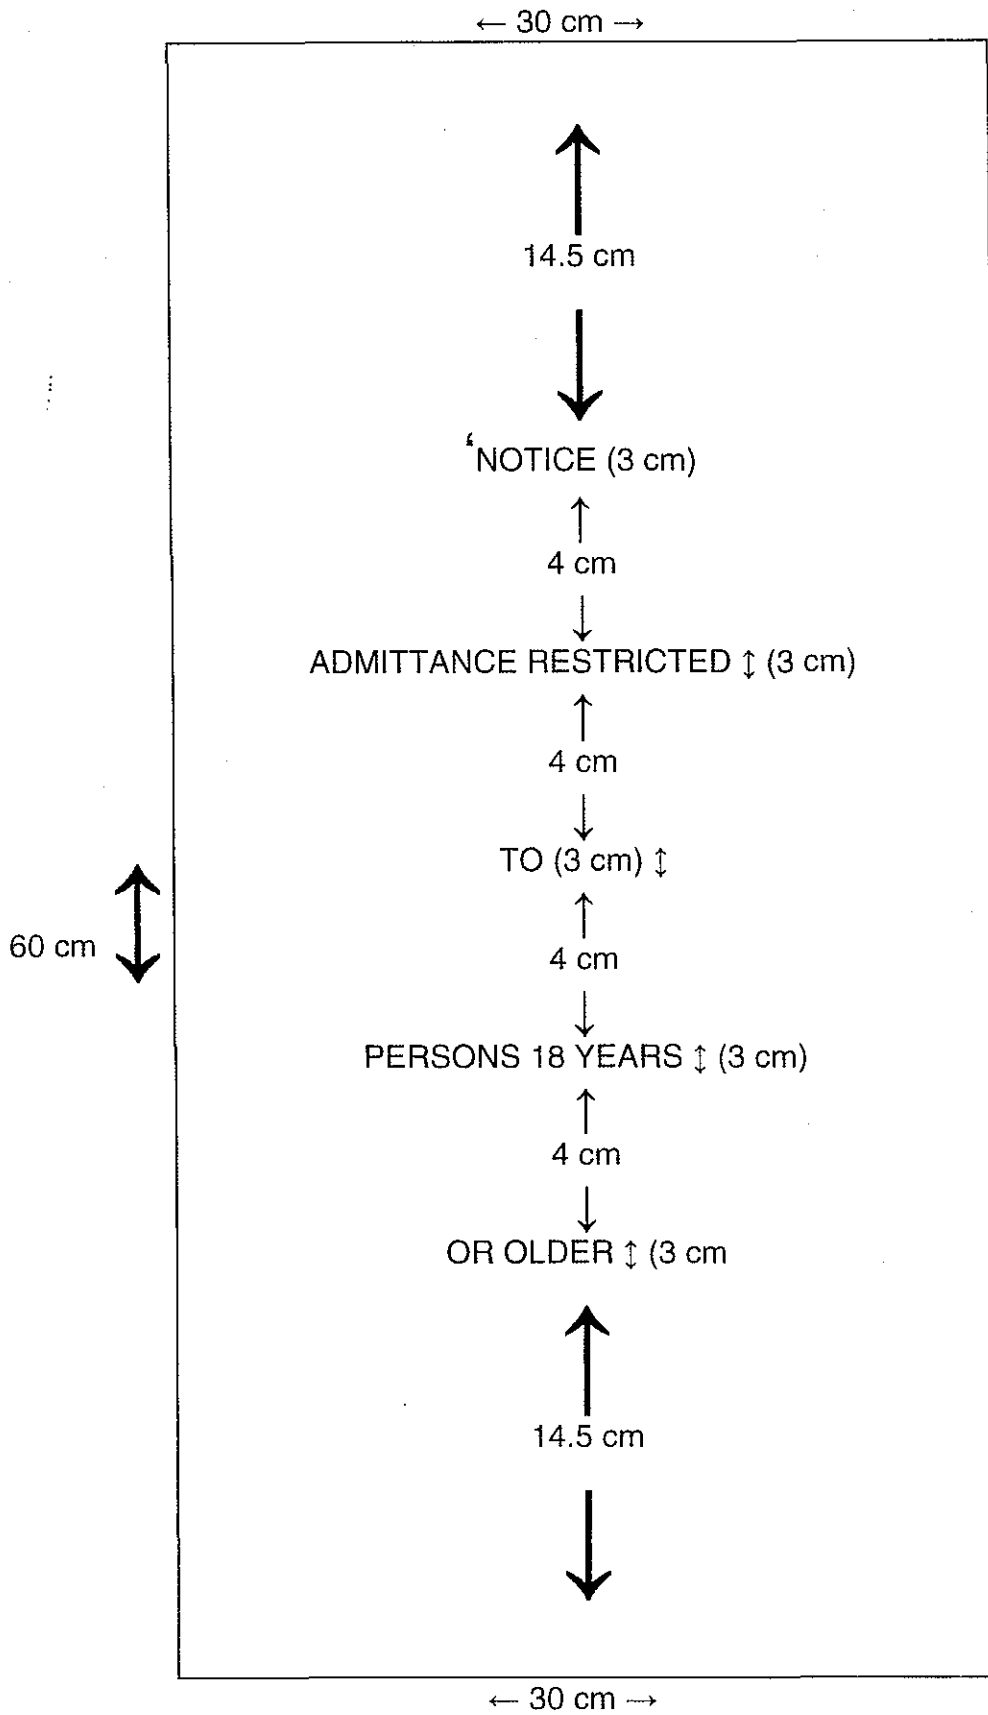 ← 30 cm →
14.5 cm
‘NOTICE (3 cm)
↑
4 cm
↓
ADMITTANCE RESTRICTED ↕ (3 cm)
↑
4 cm
↓
TO (3 cm) ↕
↑
4 cm
↓
60 cm
PERSONS 18 YEARS ↕ (3 cm)
↑
4 cm
↓
OR OLDER ↕ (3 cm
14.5 cm
← 30 cm →